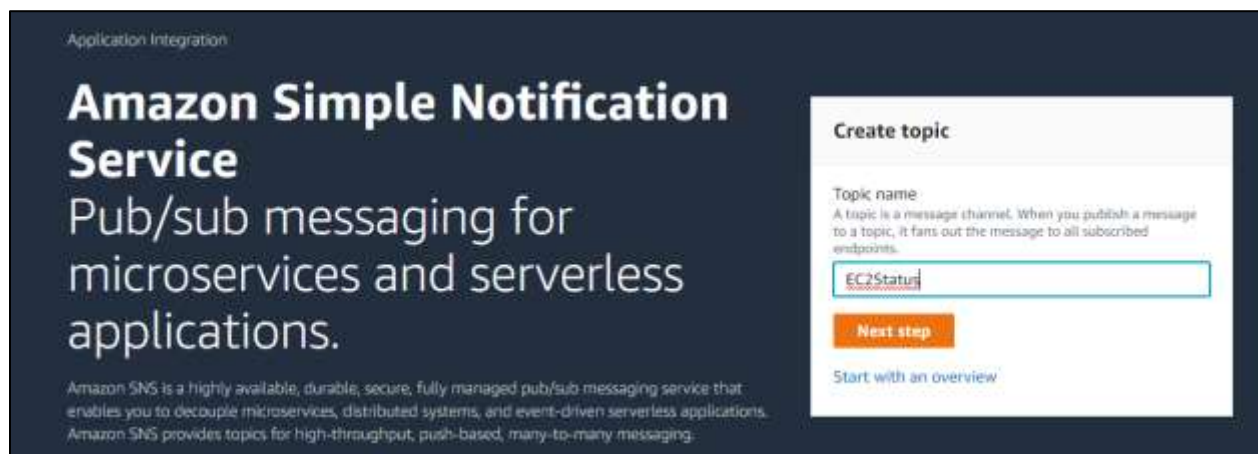 Application Integration
Amazon Simple Notification
Service
Pub/sub messaging for
microservices and serverless
applications.
Amazon SNS is a highly available, durable, secure, fully managed pub/sub messaging service that
enables you to decouple microservices, distributed systems, and event-driven serverless applications.
Amazon SNS provides topics for high-throughput, push-based, many-to-many messaging.
Create topic
Topic name
A topic is a message channel. When you publish a message
to a topic, it fans out the message to all subscribed
endpoints.
EC2Status
Next step
Start with an overview